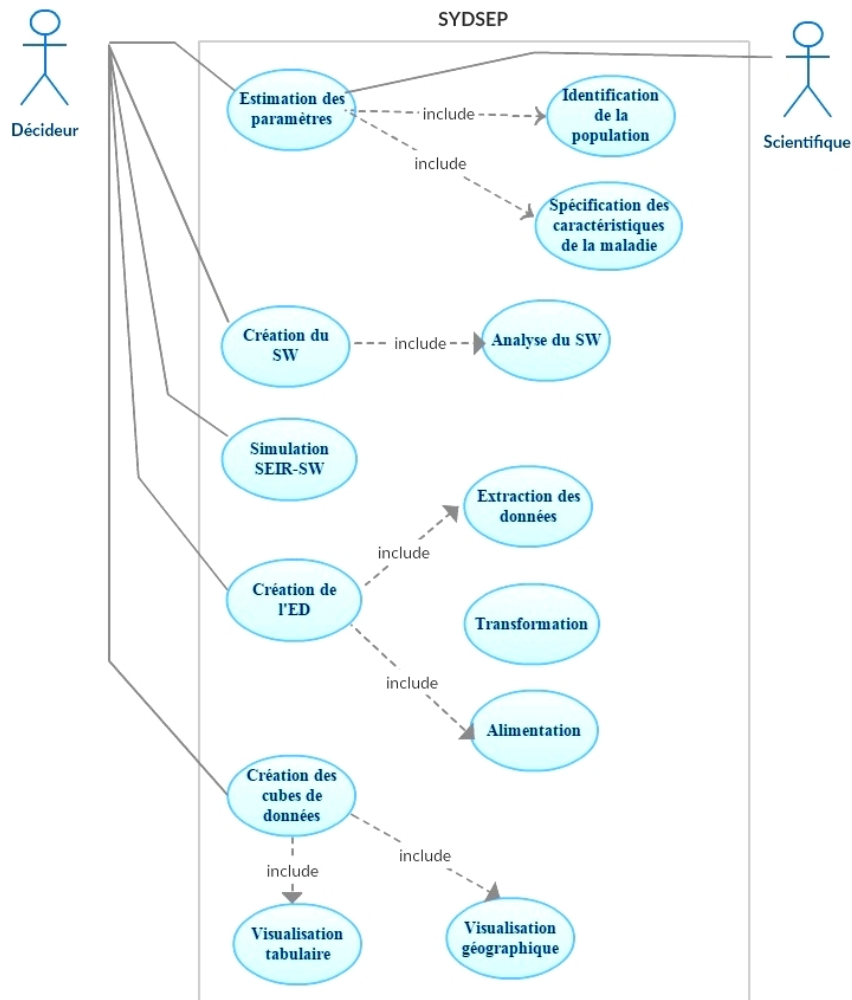 SYDSEP
Décideur
Scientifique
Estimation des
paramètres
include
Identification
de la
population
include
Spécification des
caractéristiques
de la maladie
Création du
SW
include
Analyse du SW
Simulation
SEIR-SW
Extraction des
données
include
Création de
l'ED
Transformation
include
Alimentation
Création des
cubes de
données
include
include
Visualisation
tabulaire
Visualisation
géographique